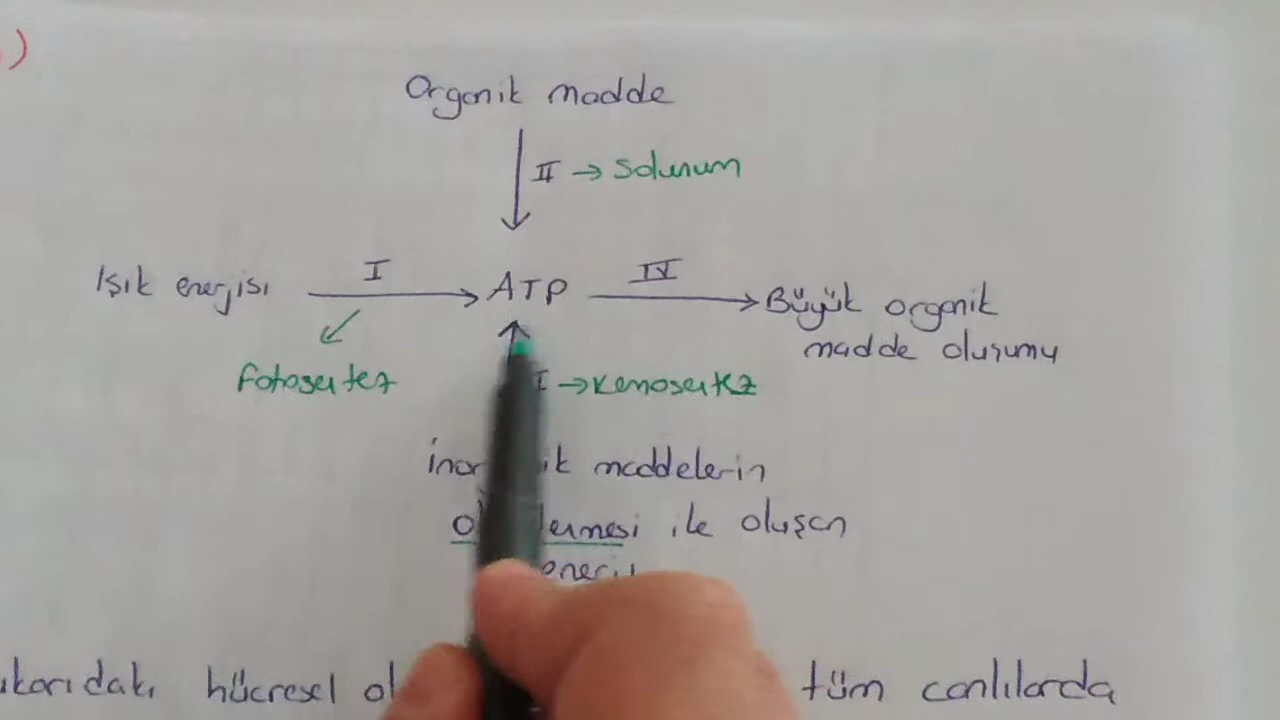 )
Organik madde
II → Solunum
Işık enerjisi
I
ATP
IV
Büyük organik
madde oluşumu
fotosentez
→ Kemosentez
maddelerin
ile oluşan
hücresel
tüm canlılarda